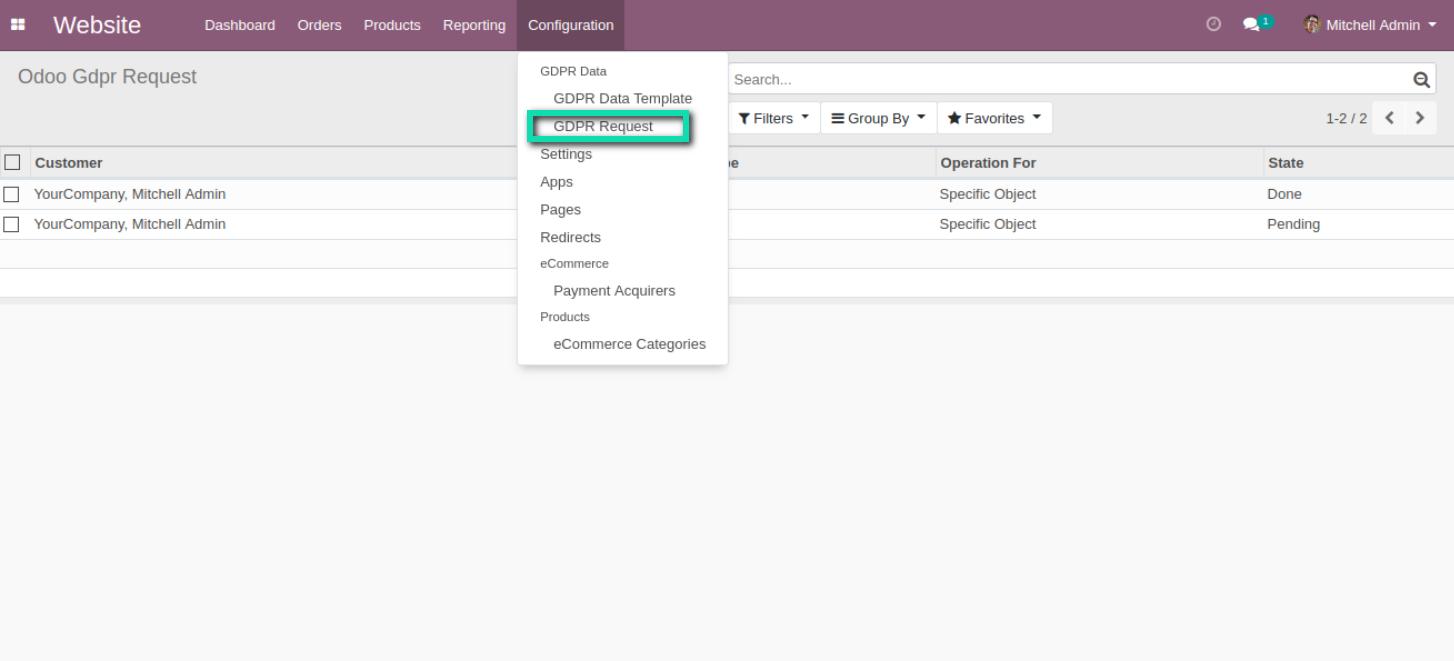 Website Dashboard Orders Products Reporting Configuration 1 Mitchell Admin
Odoo Gdpr Request
Search...
Filters Group By Favorites 1-2 / 2
GDPR Data
GDPR Data Template
GDPR Request
Settings
Apps
Pages
Redirects
eCommerce
Payment Acquirers
Products
eCommerce Categories
Customer Operation For State
YourCompany, Mitchell Admin Specific Object Done
YourCompany, Mitchell Admin Specific Object Pending